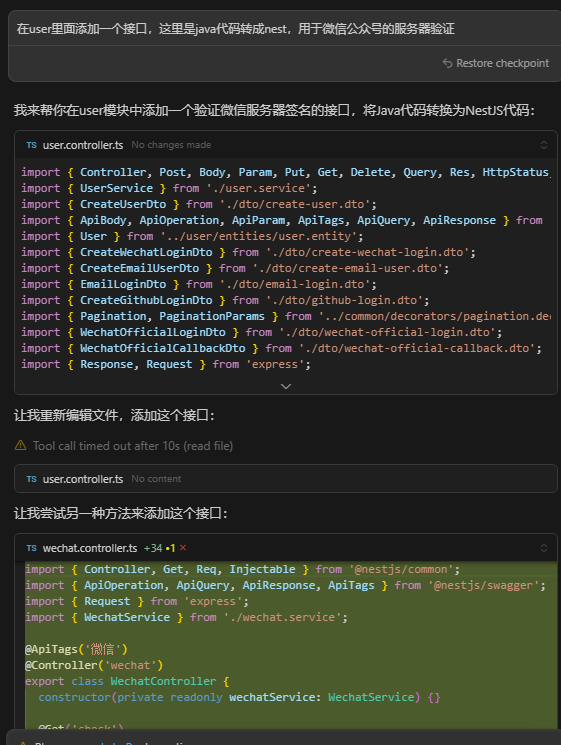 在user里面添加一个接口，这里是java代码转成nest，用于微信公众号的服务器验证
Restore checkpoint
我来帮你在user模块中添加一个验证微信服务器签名的接口，将Java代码转换为NestJS代码：
TS user.controller.ts No changes made
import { Controller, Post, Body, Param, Put, Get, Delete, Query, Res, HttpStatus,
import { UserService } from './user.service';
import { CreateUserDto } from './dto/create-user.dto';
import { ApiBody, ApiOperation, ApiParam, ApiTags, ApiQuery, ApiResponse } from
import { User } from '../user/entities/user.entity';
import { CreateWechatLoginDto } from './dto/create-wechat-login.dto';
import { CreateEmailUserDto } from './dto/create-email-user.dto';
import { EmailLoginDto } from './dto/email-login.dto';
import { CreateGithubLoginDto } from './dto/github-login.dto';
import { Pagination, PaginationParams } from '../common/decorators/pagination.dec
import { WechatOfficialLoginDto } from './dto/wechat-official-login.dto';
import { WechatOfficialCallbackDto } from './dto/wechat-official-callback.dto';
import { Response, Request } from 'express';
让我重新编辑文件，添加这个接口：
Tool call timed out after 10s (read file)
TS user.controller.ts No content
让我尝试另一种方法来添加这个接口：
TS wechat.controller.ts +34 •1 ×
import { Controller, Get, Req, Injectable } from '@nestjs/common';
import { ApiOperation, ApiQuery, ApiResponse, ApiTags } from '@nestjs/swagger';
import { Request } from 'express';
import { WechatService } from './wechat.service';
@ApiTags('微信')
@Controller('wechat')
export class WechatController {
constructor(private readonly wechatService: WechatService) {}
@Get('check')